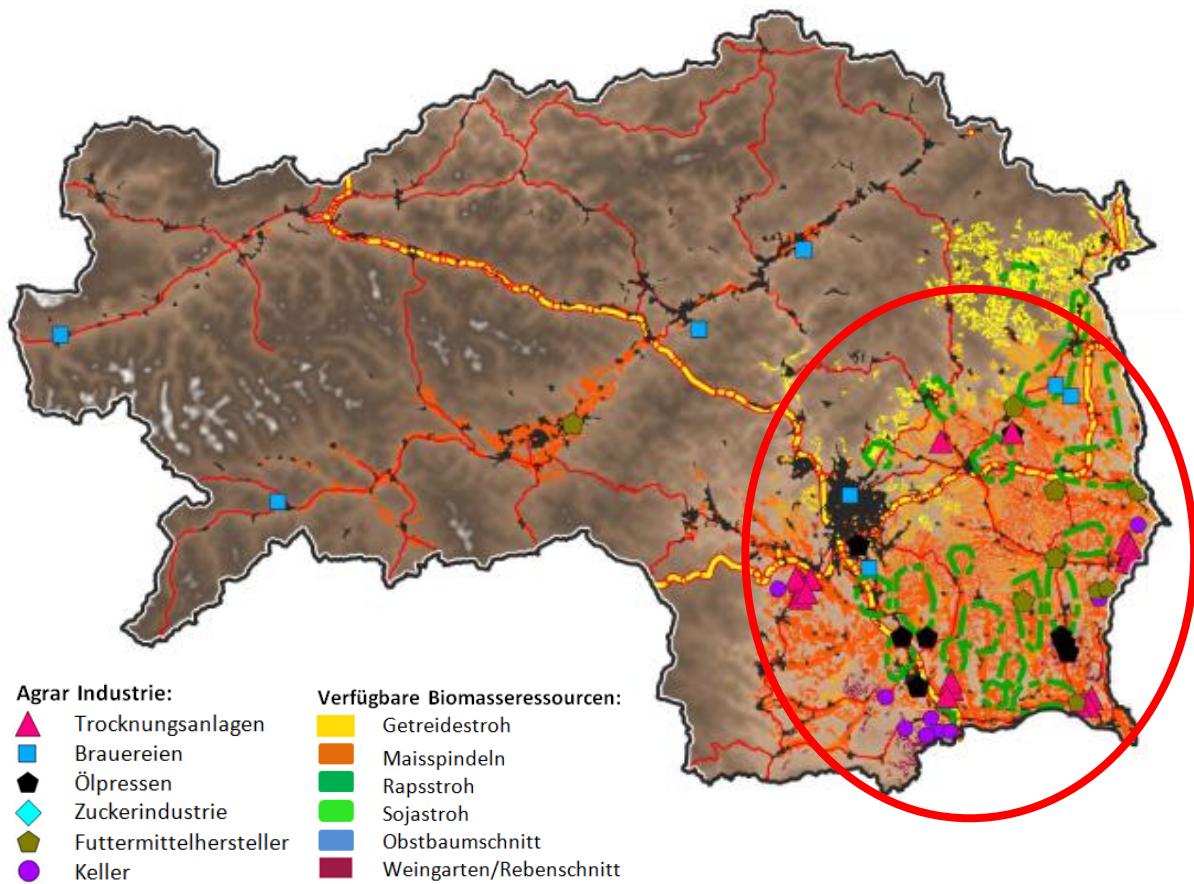 Agrar Industrie:
Trocknungsanlagen
Brauereien
Ölpressen
Zuckerindustrie
Futtermittelhersteller
Keller
Verfügbare Biomasseressourcen:
Getreidestroh
Maisspindeln
Rapsstroh
Sojastroh
Obstbaumschnitt
Weingarten/Rebenschnitt